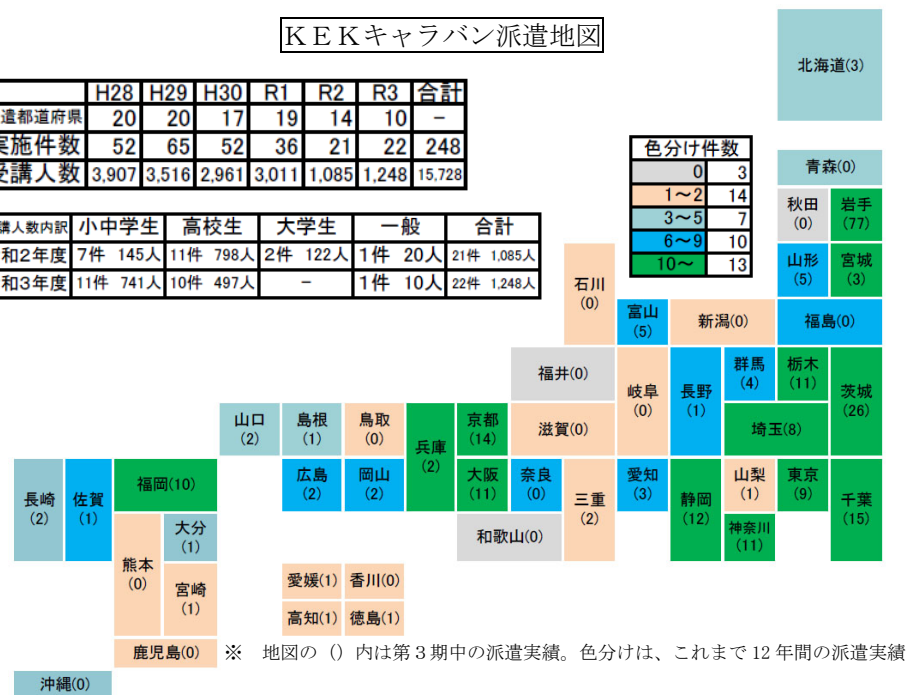 KEKキャラバン派遣地図
H28 H29 H30 R1 R2 R3 合計
遣都道府県 20 20 17 19 14 10 −
実施件数 52 65 52 36 21 22 248
受講人数 3,907 3,516 2,961 3,011 1,085 1,248 15,728
講人数内訳 小中学生 高校生 大学生 一般 合計
和2年度 7件 145人 11件 798人 2件 122人 1件 20人 21件 1,085人
和3年度 11件 741人 10件 497人 − 1件 10人 22件 1,248人
色分け件数
0 3
1〜2 14
3〜5 7
6〜9 10
10〜 13
北海道(3)
青森(0)
秋田(0)
岩手(77)
山形(5)
宮城(3)
石川(0)
富山(5)
新潟(0)
福島(0)
福井(0)
岐阜(0)
長野(1)
群馬(4)
栃木(11)
茨城(26)
山口(2)
島根(1)
鳥取(0)
兵庫(2)
京都(14)
滋賀(0)
埼玉(8)
広島(2)
岡山(2)
大阪(11)
奈良(0)
三重(2)
愛知(3)
静岡(12)
山梨(1)
東京(9)
千葉(15)
長崎(2)
佐賀(1)
福岡(10)
和歌山(0)
神奈川(11)
大分(1)
熊本(0)
宮崎(1)
愛媛(1) 香川(0)
高知(1) 徳島(1)
鹿児島(0)
※ 地図の()内は第3期中の派遣実績。色分けは、これまで12年間の派遣実績
沖縄(0)